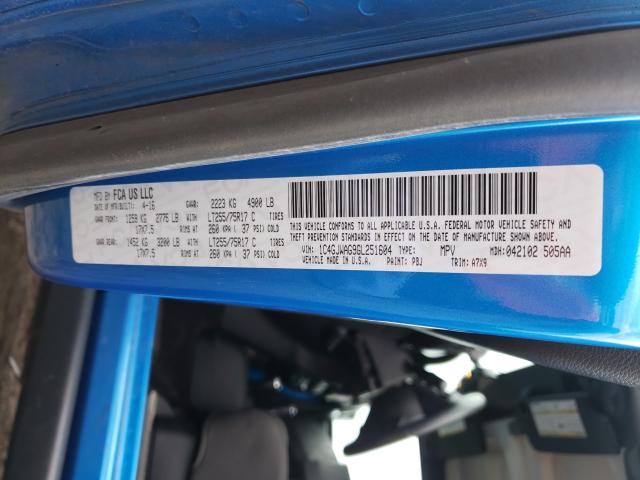 MFD BY FCA US LLC
DATE OF MFR(BUILT): 4-16 GVWR: 2223 KG 4900 LB
GAWR FRONT: 1259 KG 2775 LB WITH LT255/75R17 C TIRES
17X7.5 RIMS AT 260 KPA ( 37 PSI) COLD
GAWR REAR: 1452 KG 3200 LB WITH LT255/75R17 C TIRES
17X7.5 RIMS AT 260 KPA ( 37 PSI) COLD
THIS VEHICLE CONFORMS TO ALL APPLICABLE U.S.A. FEDERAL MOTOR VEHICLE SAFETY AND
THEFT PREVENTION STANDARDS IN EFFECT ON THE DATE OF MANUFACTURE SHOWN ABOVE.
VIN: 1C4GJWAG9GL251604 TYPE: MPV MDH: 042102 505AA
VEHICLE MADE IN U.S.A. PAINT: PBJ TRIM: A7X9